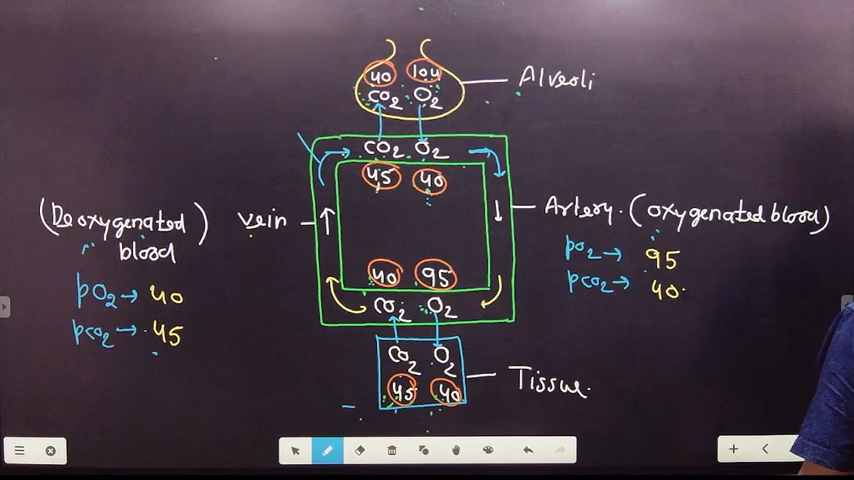 40 104
CO2 O2
Alveoli
CO2 O2
45 40
(Deoxygenated)
blood
vein
Artery. (oxygenated blood)
pO2 → 40
pCO2 → 45
pO2 → 95
pCO2 → 40
40 95
CO2 O2
CO2 O2
45 40
Tissue.